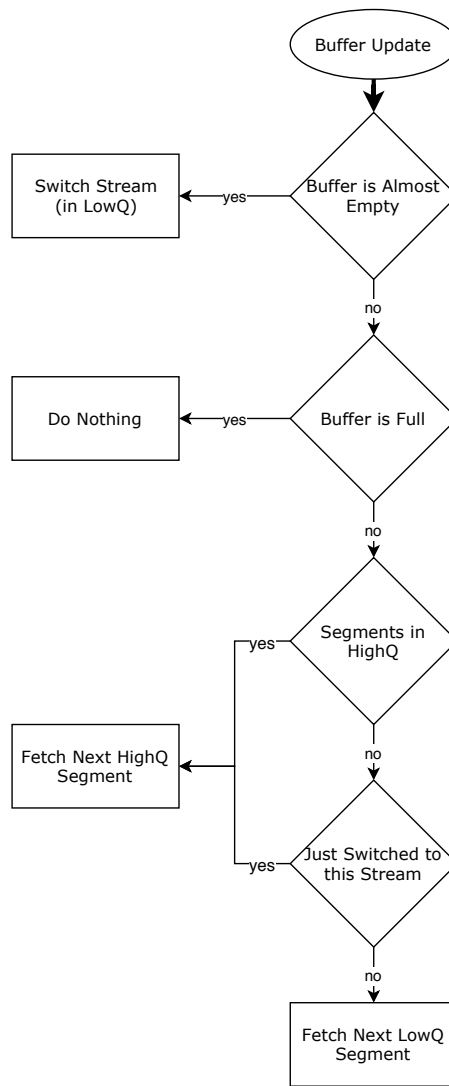 Buffer Update
Buffer is Almost
Empty
yes
Switch Stream
(in LowQ)
no
Buffer is Full
yes
Do Nothing
no
Segments in
HighQ
yes
Fetch Next HighQ
Segment
no
Just Switched to
this Stream
yes
no
Fetch Next LowQ
Segment